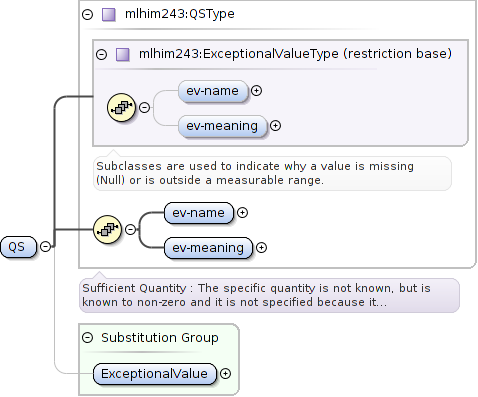 mlhim243:QSType
mlhim243:ExceptionalValueType (restriction base)
ev-name
ev-meaning
Subclasses are used to indicate why a value is missing
(Null) or is outside a measurable range.
ev-name
ev-meaning
QS
Sufficient Quantity : The specific quantity is not known, but is
known to non-zero and it is not specified because it...
Substitution Group
ExceptionalValue